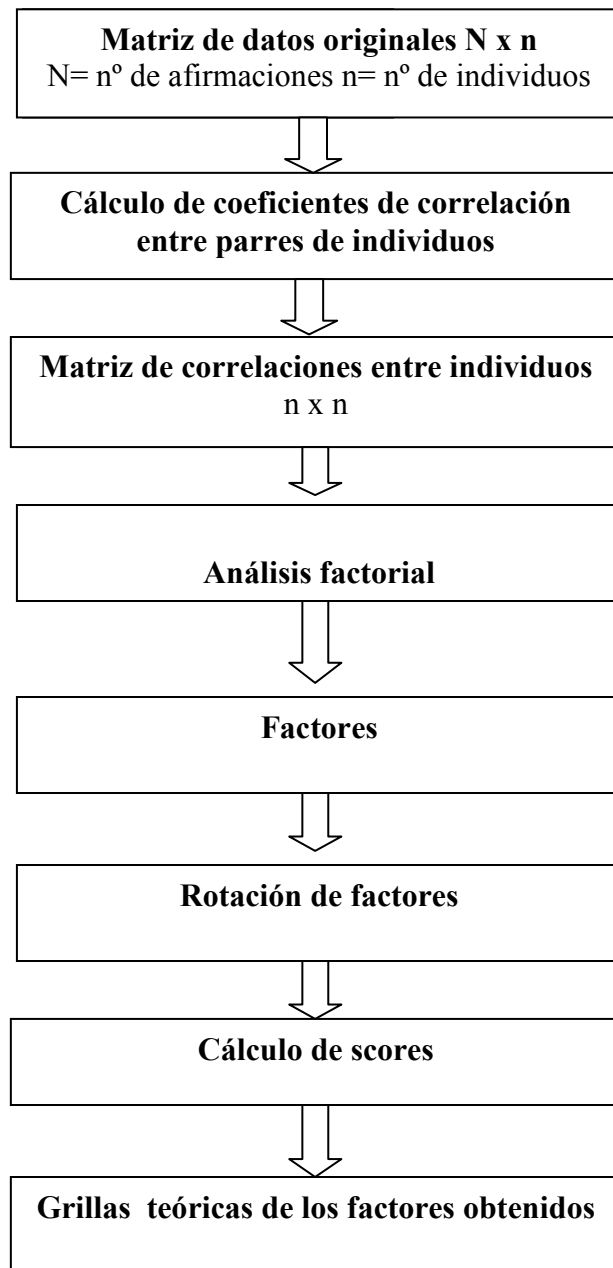 Matriz de datos originales N x n
N= nº de afirmaciones n= nº de individuos
Cálculo de coeficientes de correlación
entre parres de individuos
Matriz de correlaciones entre individuos
n x n
Análisis factorial
Factores
Rotación de factores
Cálculo de scores
Grillas teóricas de los factores obtenidos